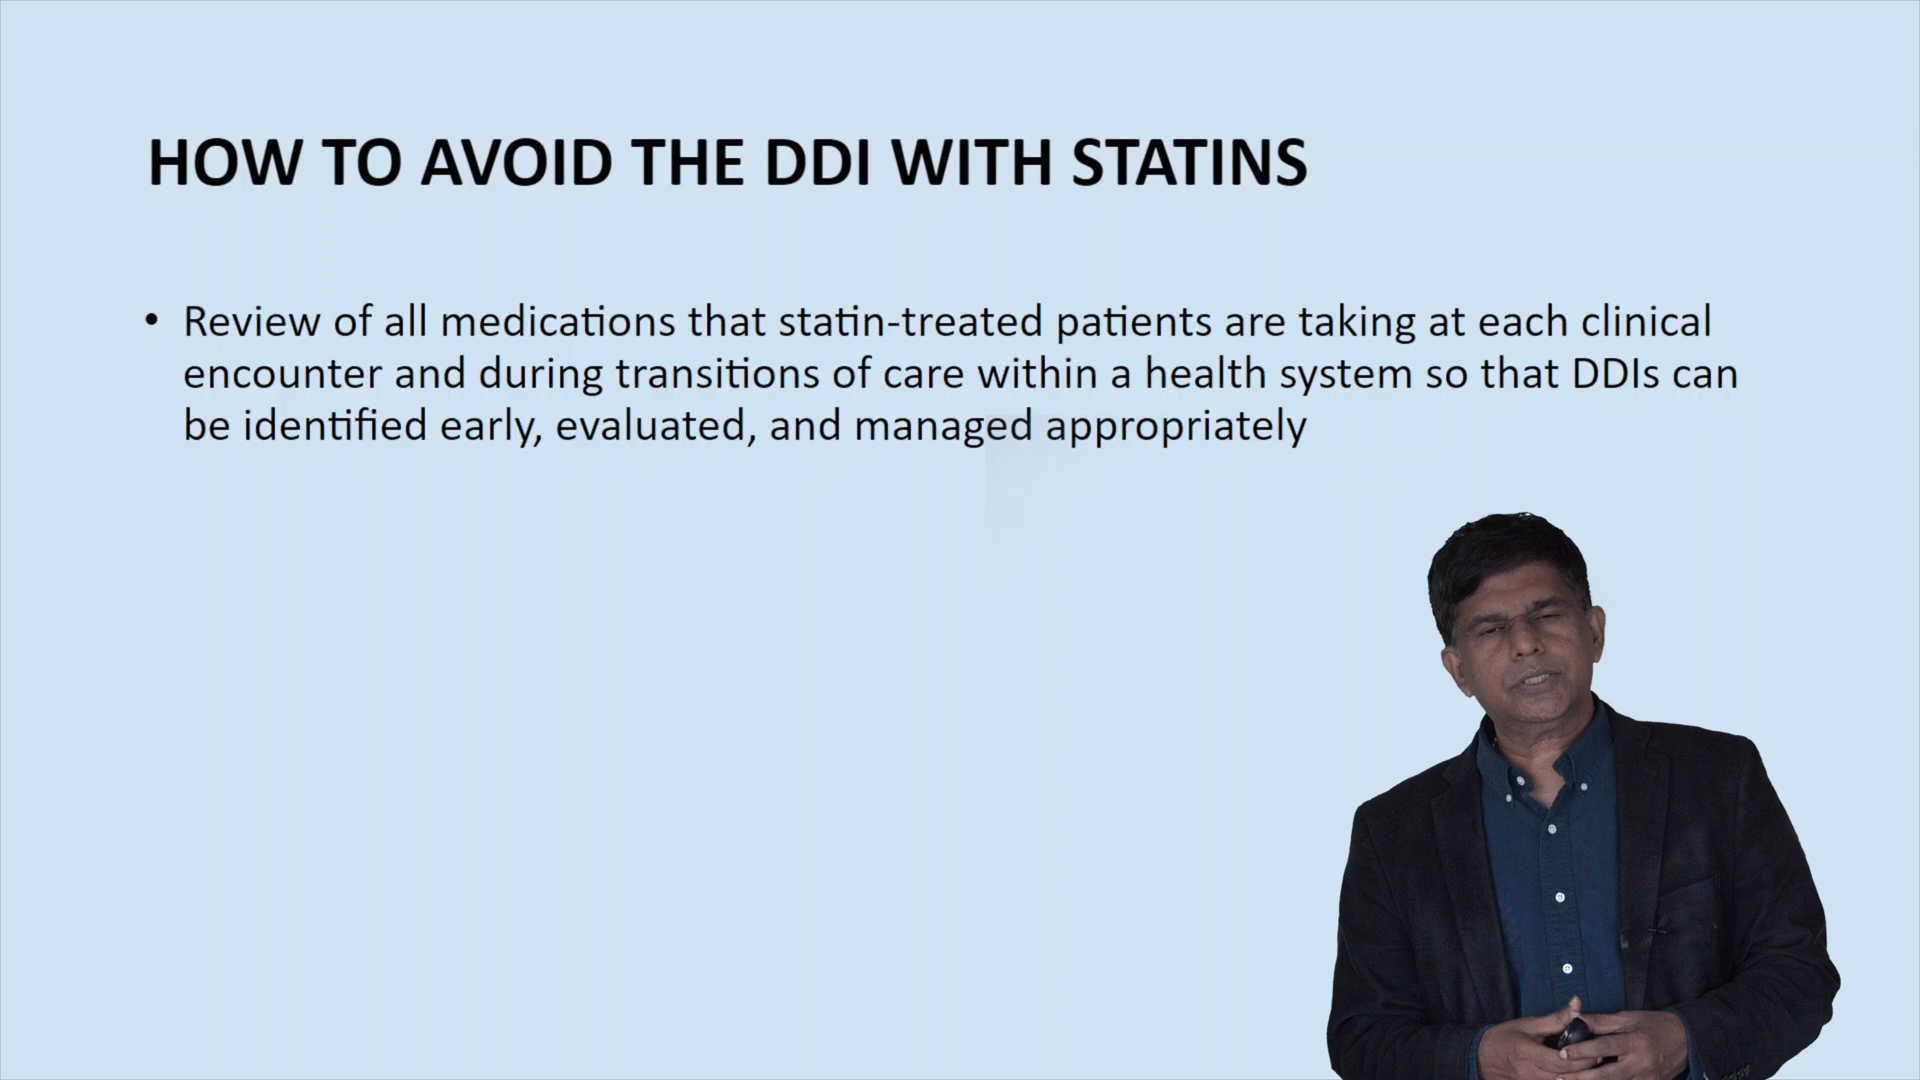 HOW TO AVOID THE DDI WITH STATINS
• Review of all medications that statin-treated patients are taking at each clinical
encounter and during transitions of care within a health system so that DDIs can
be identified early, evaluated, and managed appropriately